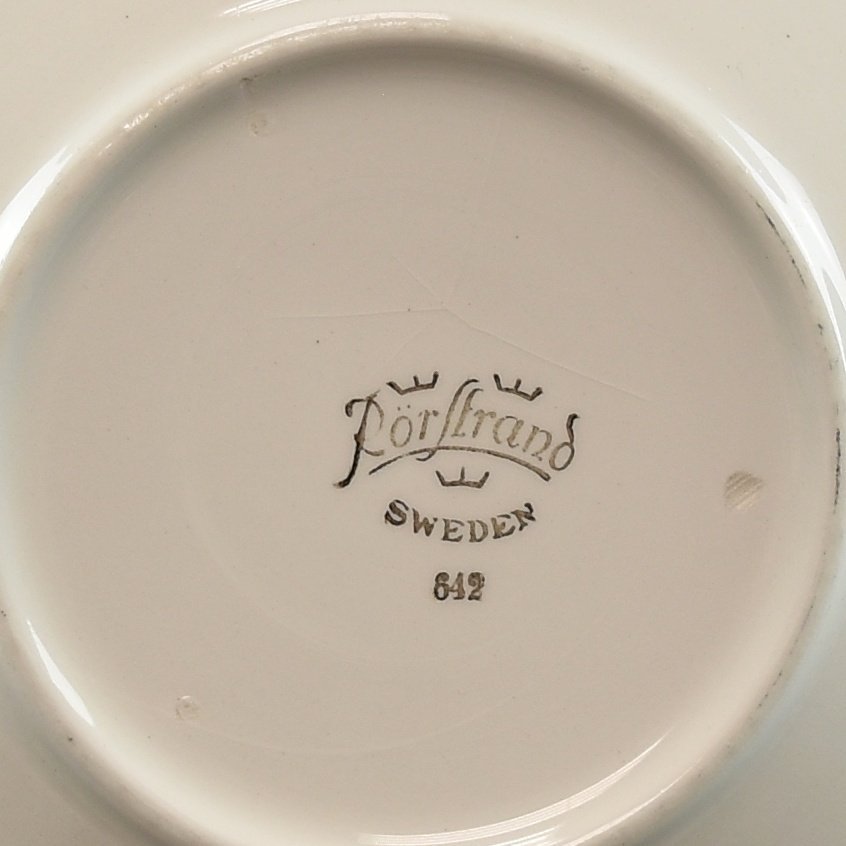 Rörstrand
SWEDEN
642